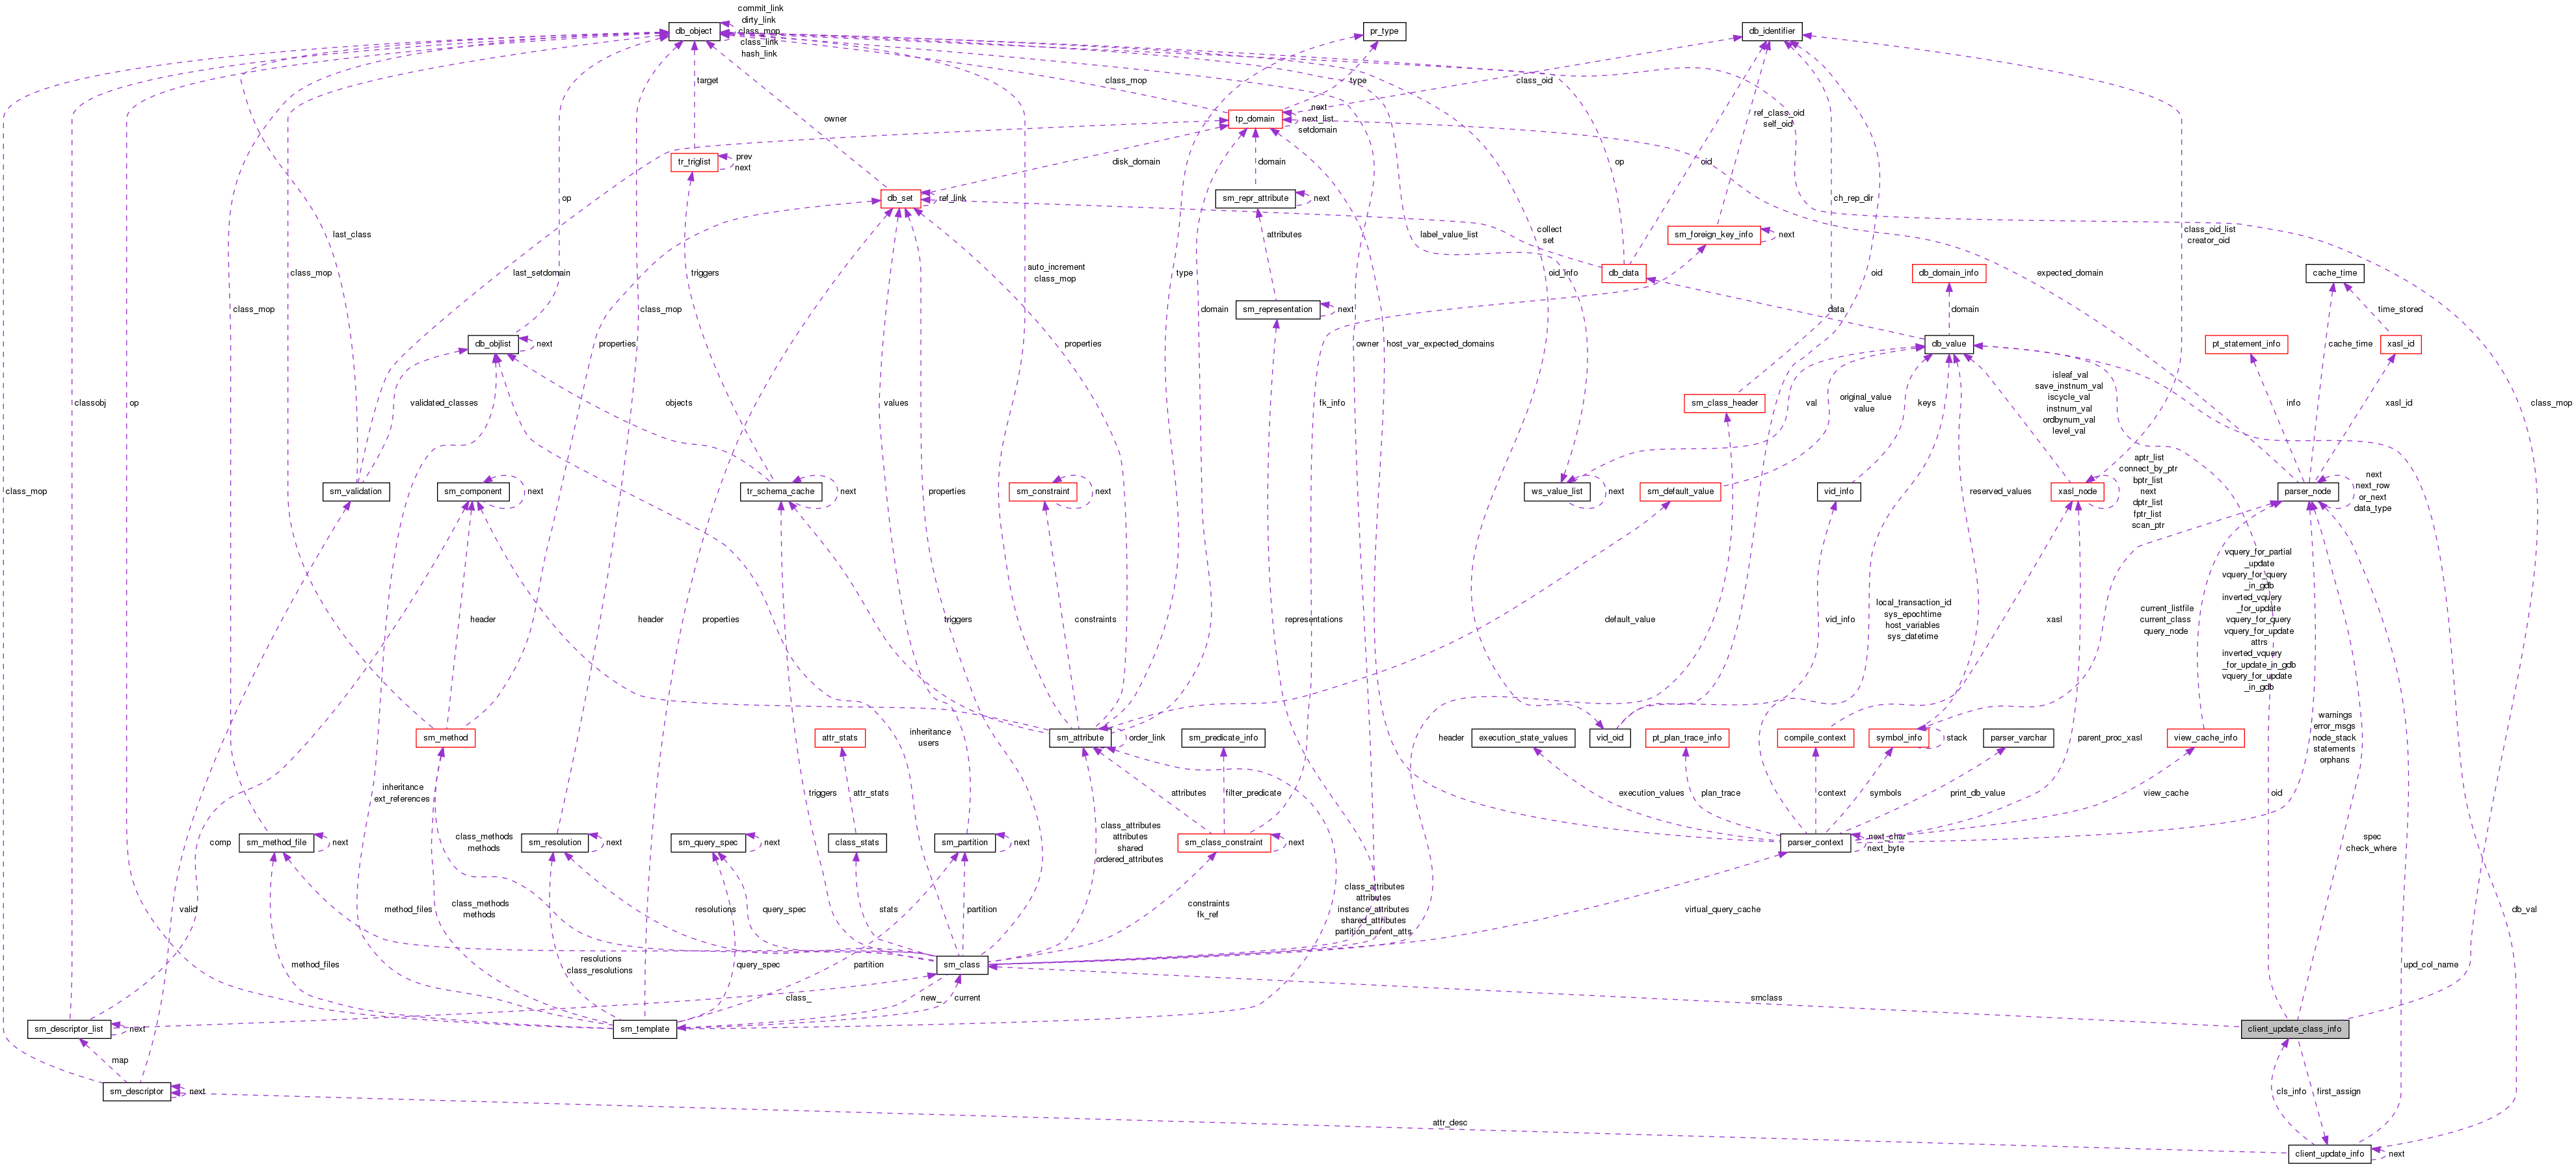 commit_link
dirty_link
class_mop
class_link
hash_link
db_object
pr_type
db_identifier
target
class_mop
type
class_oid
tp_domain
next
next_list
setdomain
ref_class_oid
self_oid
owner
tr_triglist
prev
next
disk_domain
domain
op
oid
db_set
ref_link
sm_repr_attribute
next
ch_rep_dir
op
last_class
attributes
label_value_list
collect
set
sm_foreign_key_info
next
class_oid_list
creator_oid
class_mop
last_setdomain
triggers
auto_increment
class_mop
type
oid_info
db_data
oid
db_domain_info
expected_domain
cache_time
class_mop
class_mop
domain
sm_representation
next
data
domain
time_stored
db_objlist
next
properties
properties
owner
host_var_expected_domains
db_value
pt_statement_info
cache_time
xasl_id
classobj
op
validated_classes
objects
values
fk_info
sm_class_header
val
original_value
value
keys
isleaf_val
save_instnum_val
iscycle_val
instnum_val
ordbynum_val
level_val
info
xasl_id
class_mop
class_mop
sm_validation
sm_component
next
tr_schema_cache
next
properties
sm_constraint
next
ws_value_list
next
sm_default_value
vid_info
reserved_values
xasl_node
aptr_list
connect_by_ptr
bptr_list
next
dptr_list
fptr_list
scan_ptr
parser_node
next
next_row
or_next
data_type
header
header
properties
triggers
constraints
representations
default_value
vid_info
local_transaction_id
sys_epochtime
host_variables
sys_datetime
xasl
current_listfile
current_class
query_node
vquery_for_partial
_update
vquery_for_query
_in_gdb
inverted_vquery
_for_update
vquery_for_query
vquery_for_update
attrs
inverted_vquery
_for_update_in_gdb
vquery_for_update
_in_gdb
sm_method
attr_stats
inheritance
users
sm_attribute
order_link
sm_predicate_info
header
execution_state_values
vid_oid
pt_plan_trace_info
compile_context
symbol_info
stack
parser_varchar
parent_proc_xasl
view_cache_info
warnings
error_msgs
node_stack
statements
orphans
inheritance
ext_references
triggers
attr_stats
attributes
filter_predicate
execution_values
plan_trace
context
symbols
print_db_value
view_cache
oid
comp
sm_method_file
next
class_methods
methods
sm_resolution
next
sm_query_spec
next
class_stats
sm_partition
next
class_attributes
attributes
shared
ordered_attributes
sm_class_constraint
next
parser_context
next_char
next_byte
spec
check_where
valid
method_files
class_methods
methods
resolutions
query_spec
stats
partition
constraints
fk_ref
class_attributes
attributes
instance_attributes
shared_attributes
partition_parent_atts
virtual_query_cache
db_val
method_files
resolutions
class_resolutions
query_spec
partition
sm_class
upd_col_name
class_
new_
current
smclass
sm_descriptor_list
next
sm_template
client_update_class_info
map
sm_descriptor
next
cls_info
first_assign
attr_desc
client_update_info
next